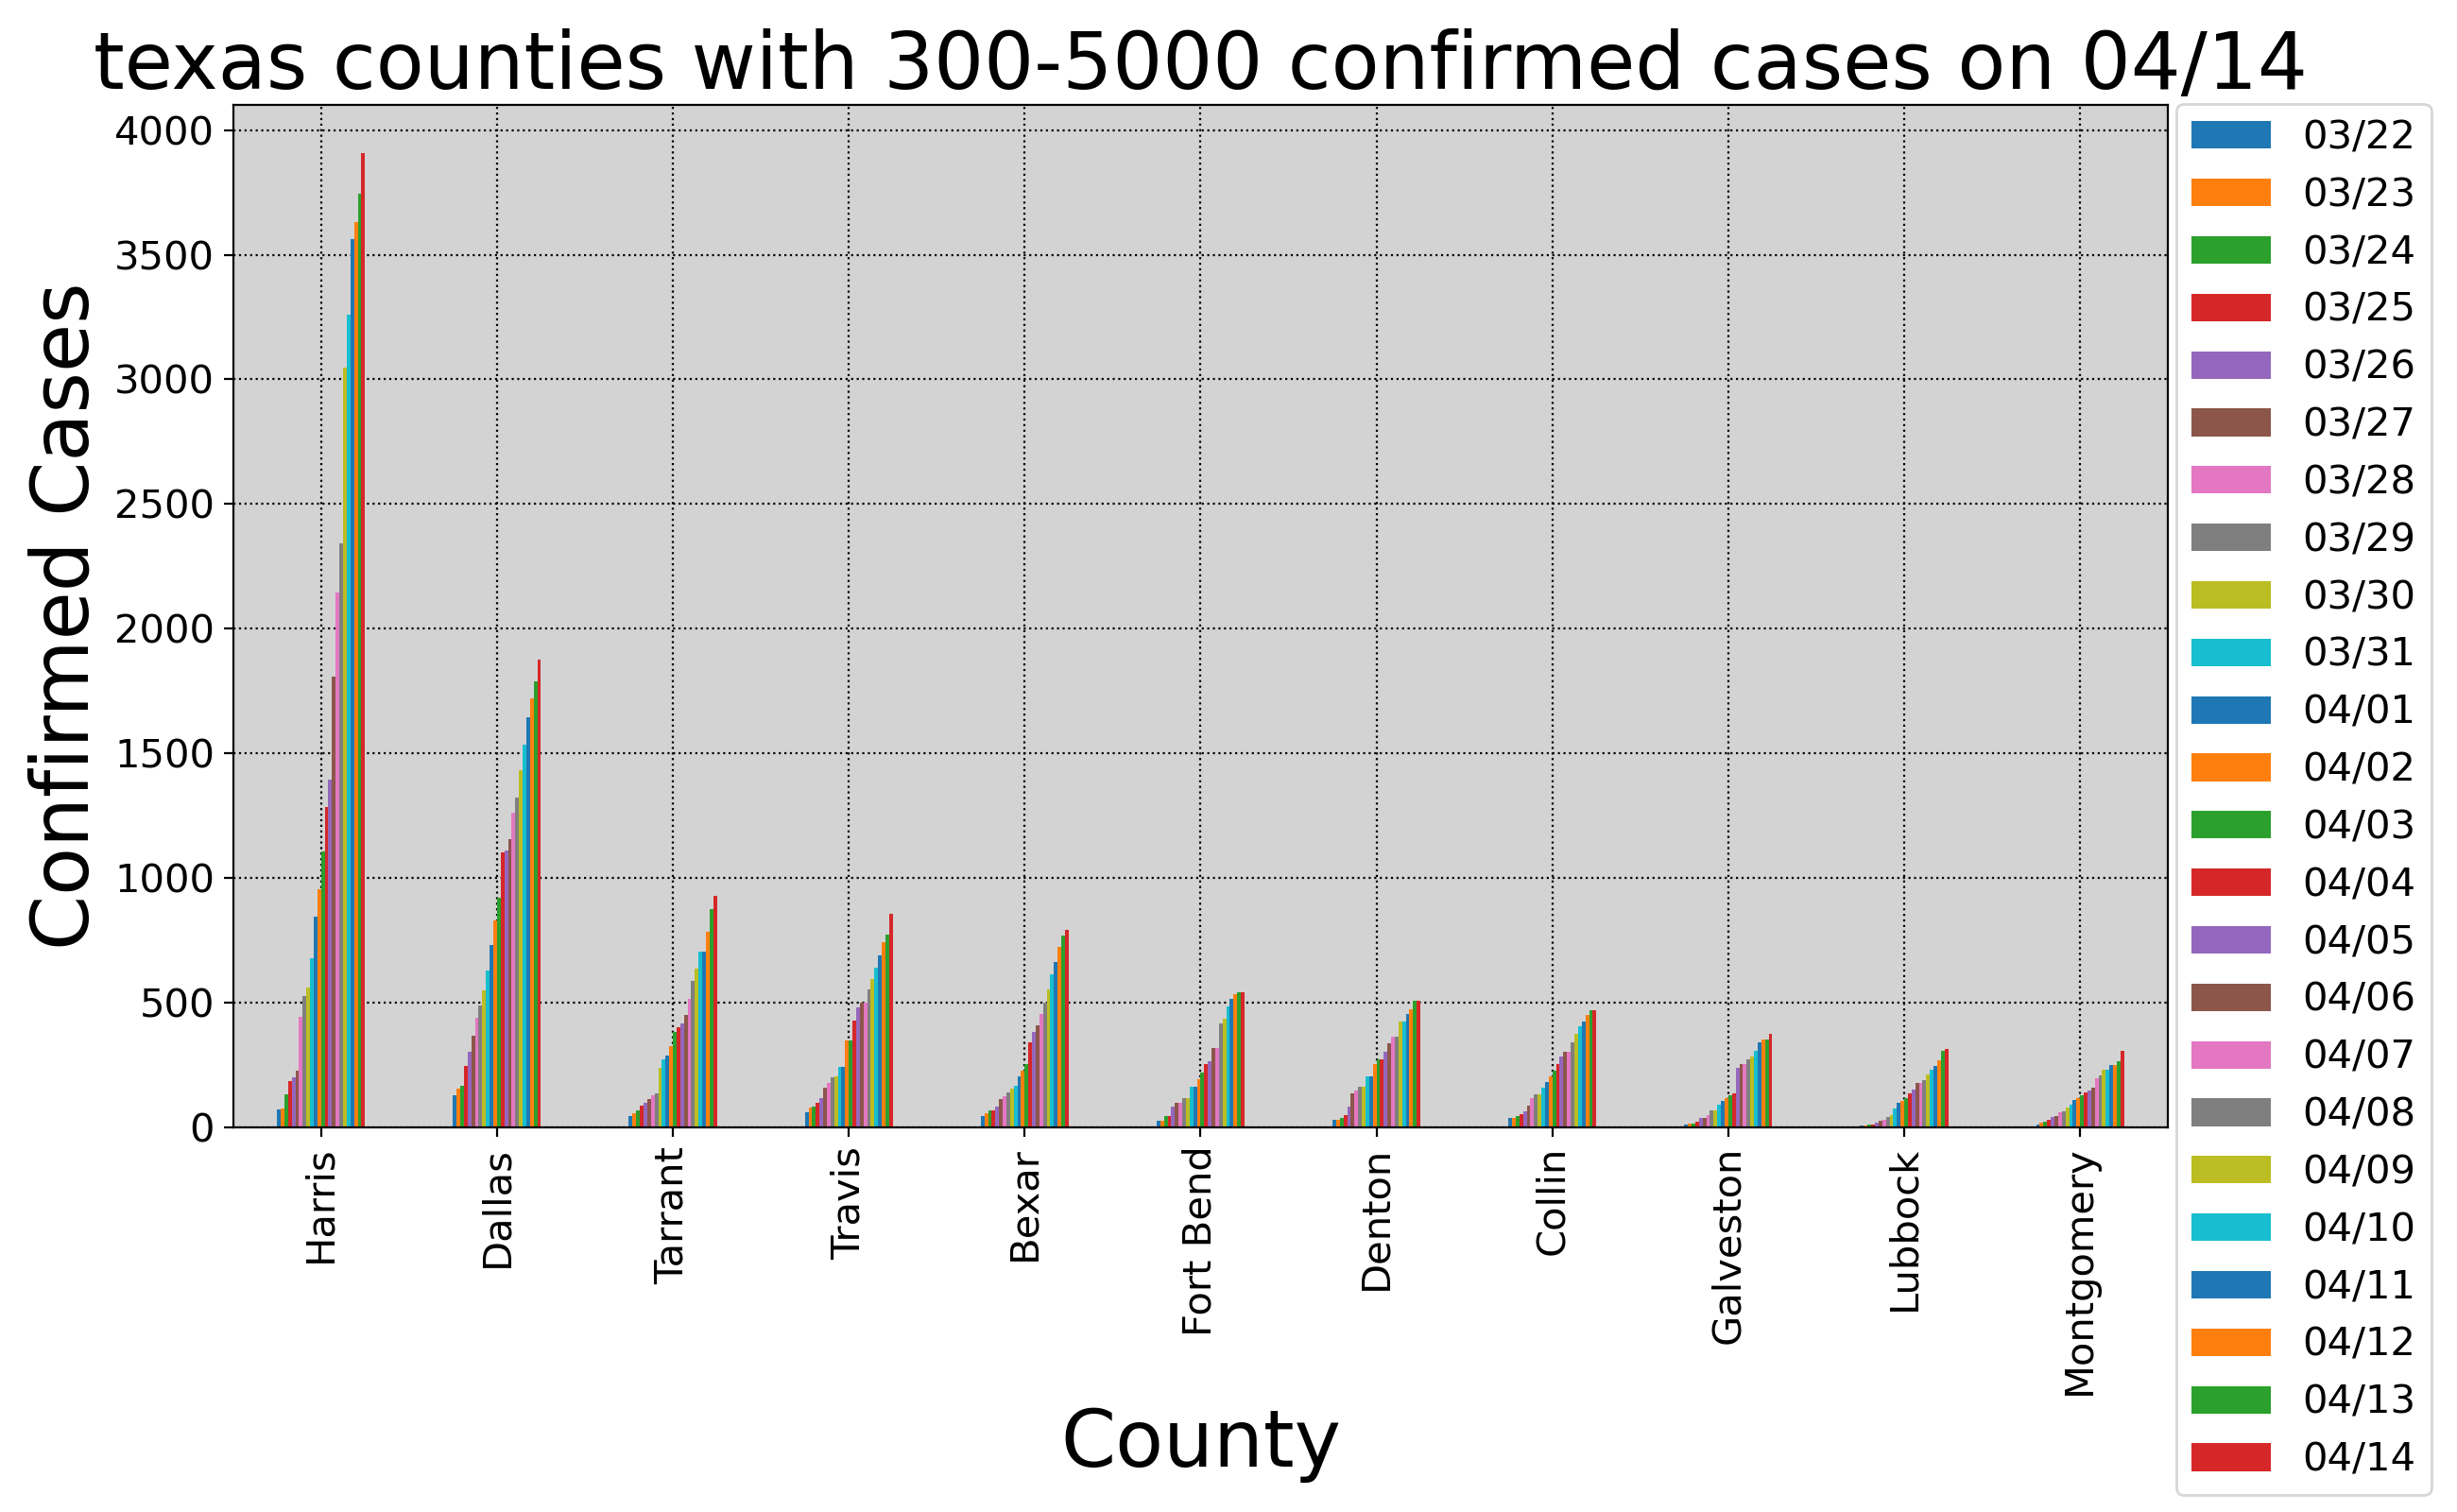 texas counties with 300-5000 confirmed cases on 04/14
Confirmed Cases
4000
3500
3000
2500
2000
1500
1000
500
0
Harris
Dallas
Tarrant
Travis
Bexar
Fort Bend
Denton
Collin
Galveston
Lubbock
Montgomery
County
03/22
03/23
03/24
03/25
03/26
03/27
03/28
03/29
03/30
03/31
04/01
04/02
04/03
04/04
04/05
04/06
04/07
04/08
04/09
04/10
04/11
04/12
04/13
04/14